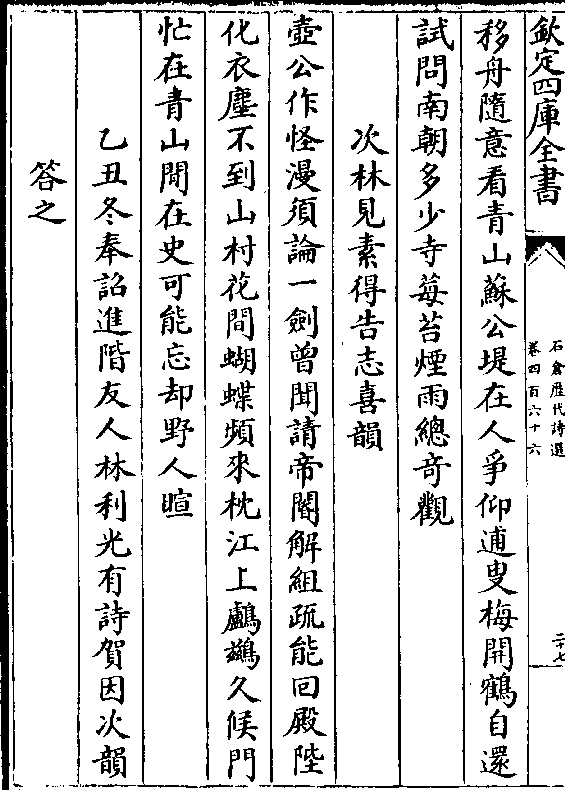 欽定四庫全書
石倉歷代詩選
卷四百六十六
二十七
移舟隨意看青山蘇公堤在人爭仰逋叟梅開鶴自還
試問南朝多少寺莓苔煙雨總竒觀
次林見素得告志喜韻
壺公作怪漫須論一劍曾聞請帝閽解組疏能回殿陛
化衣塵不到山村花間蝴蝶頻來枕江上鸕鷀久候門
忙在青山閒在史可能忘却野人暄
乙丑冬奉詔進階友人林利光有詩賀因次韻
答之